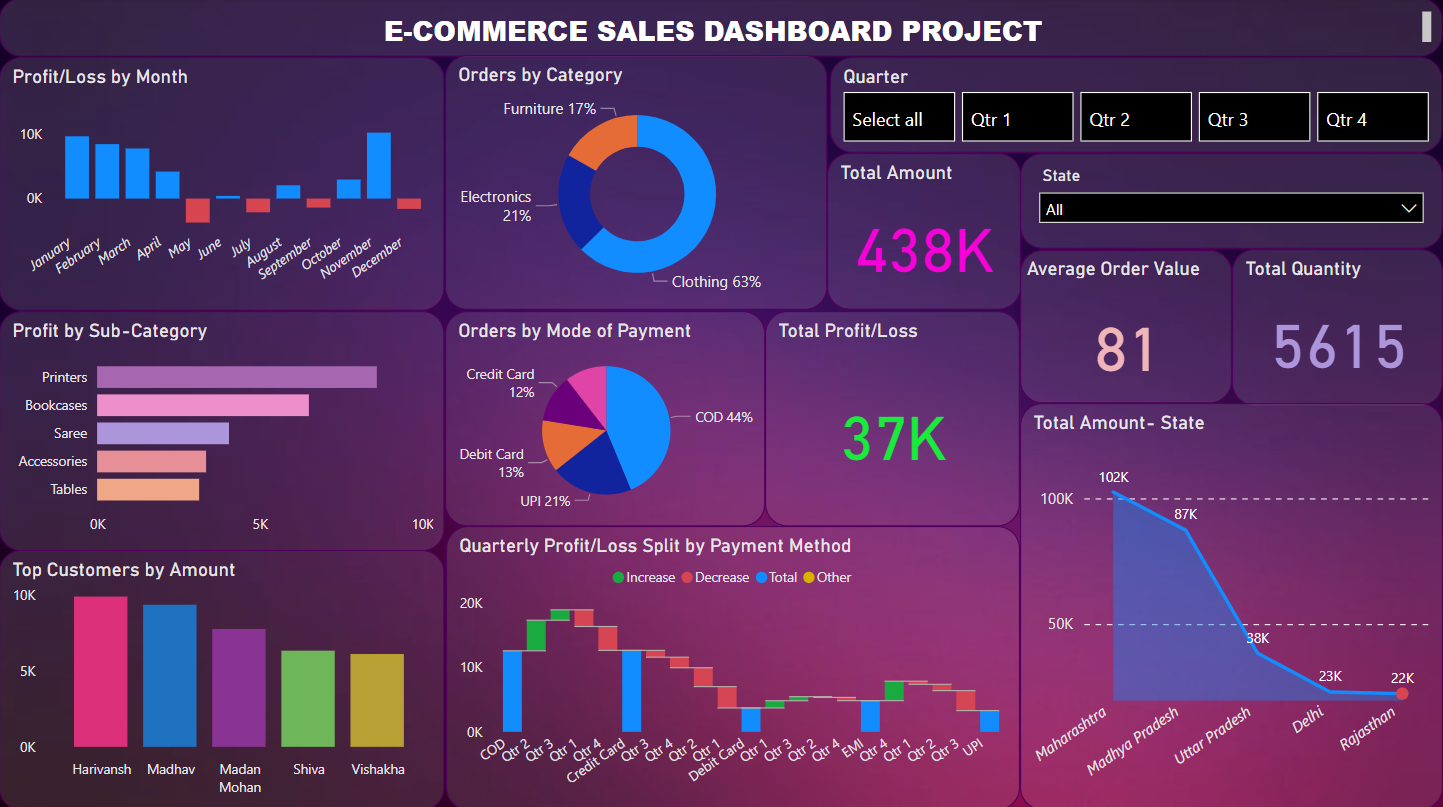 E-COMMERCE SALES DASHBOARD PROJECT
Profit/Loss by Month
10K
0K
January
February
March
April
May
June
July
August
September
October
November
December
Orders by Category
Furniture 17%
Electronics
21%
Clothing 63%
Quarter
Select all
Qtr 1
Qtr 2
Qtr 3
Qtr 4
Total Amount
438K
State
All
Average Order Value
81
Total Quantity
5615
Profit by Sub-Category
Printers
Bookcases
Saree
Accessories
Tables
0K
5K
10K
Orders by Mode of Payment
Credit Card
12%
COD 44%
Debit Card
13%
UPI 21%
Total Profit/Loss
37K
Total Amount- State
102K
100K
87K
50K
38K
23K
22K
Maharashtra
Madhya Pradesh
Uttar Pradesh
Delhi
Rajasthan
Top Customers by Amount
10K
5K
0K
Harivansh
Madhav
Madan
Mohan
Shiva
Vishakha
Quarterly Profit/Loss Split by Payment Method
Increase
Decrease
Total
Other
20K
10K
0K
COD
Qtr 2
Qtr 3
Qtr 1
Qtr 4
Credit Card
Qtr 3
Qtr 4
Qtr 2
Qtr 1
Debit Card
Qtr 1
Qtr 3
Qtr 2
Qtr 4
EMI
Qtr 4
Qtr 1
Qtr 2
Qtr 3
UPI